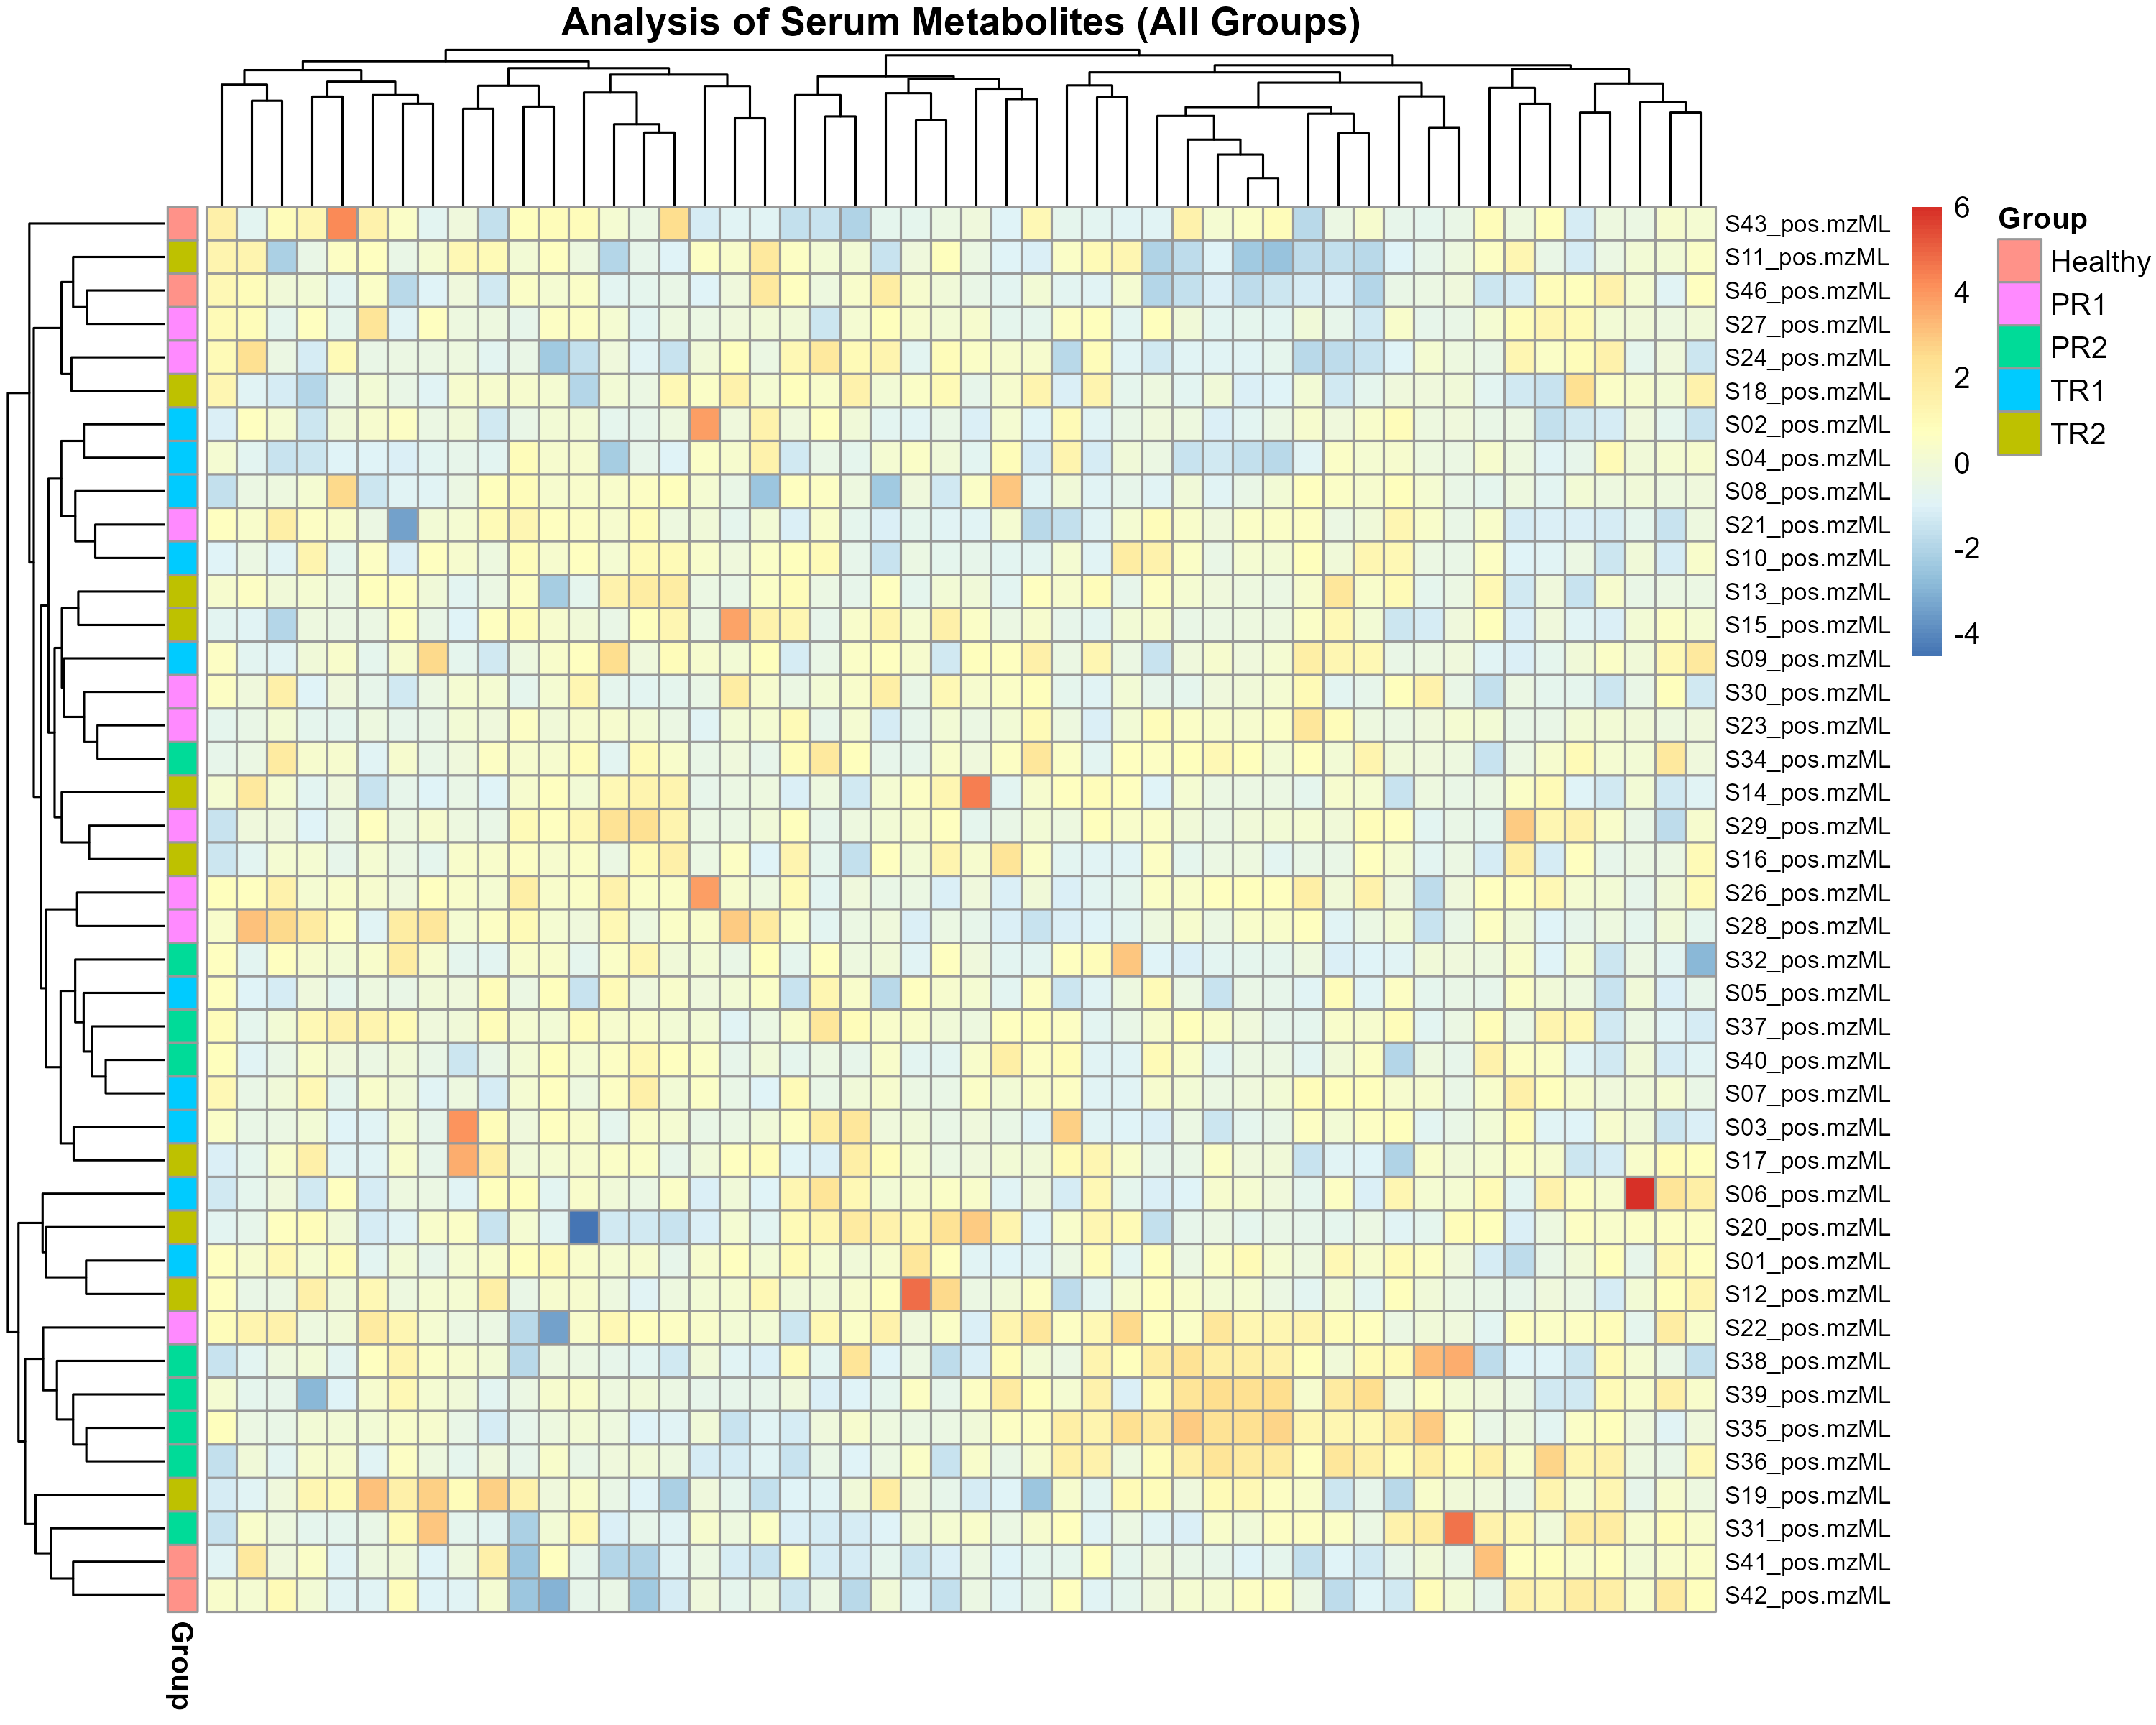 Analysis of Serum Metabolites (All Groups)
S43_pos.mzML
S11_pos.mzML
S46_pos.mzML
S27_pos.mzML
S24_pos.mzML
S18_pos.mzML
S02_pos.mzML
S04_pos.mzML
S08_pos.mzML
S21_pos.mzML
S10_pos.mzML
S13_pos.mzML
S15_pos.mzML
S09_pos.mzML
S30_pos.mzML
S23_pos.mzML
S34_pos.mzML
S14_pos.mzML
S29_pos.mzML
S16_pos.mzML
S26_pos.mzML
S28_pos.mzML
S32_pos.mzML
S05_pos.mzML
S37_pos.mzML
S40_pos.mzML
S07_pos.mzML
S03_pos.mzML
S17_pos.mzML
S06_pos.mzML
S20_pos.mzML
S01_pos.mzML
S12_pos.mzML
S22_pos.mzML
S38_pos.mzML
S39_pos.mzML
S35_pos.mzML
S36_pos.mzML
S19_pos.mzML
S31_pos.mzML
S41_pos.mzML
S42_pos.mzML
6
4
2
0
-2
-4
Group
Healthy
PR1
PR2
TR1
TR2
Group